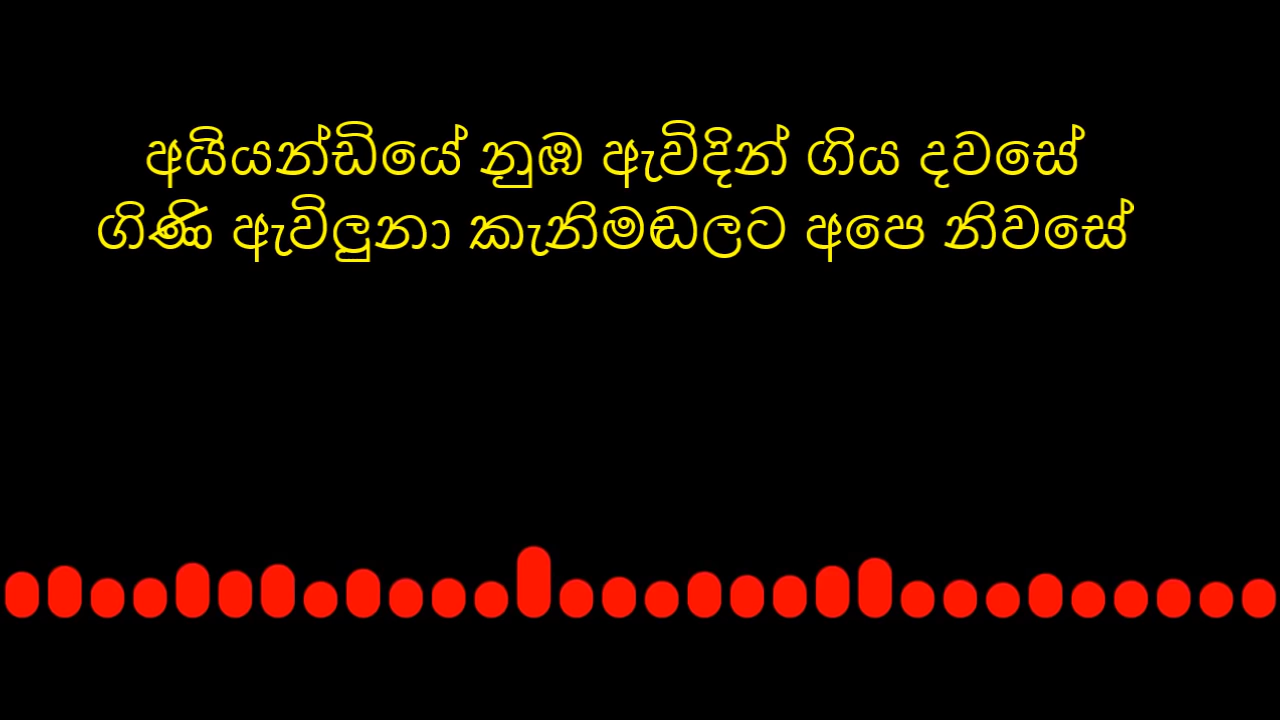 අයියන්ඩියේ නුඹ ඇවිදින් ගිය දවසේ
ගිණි ඇවිලුනා කැනිමඬලට අපෙ නිවසේ